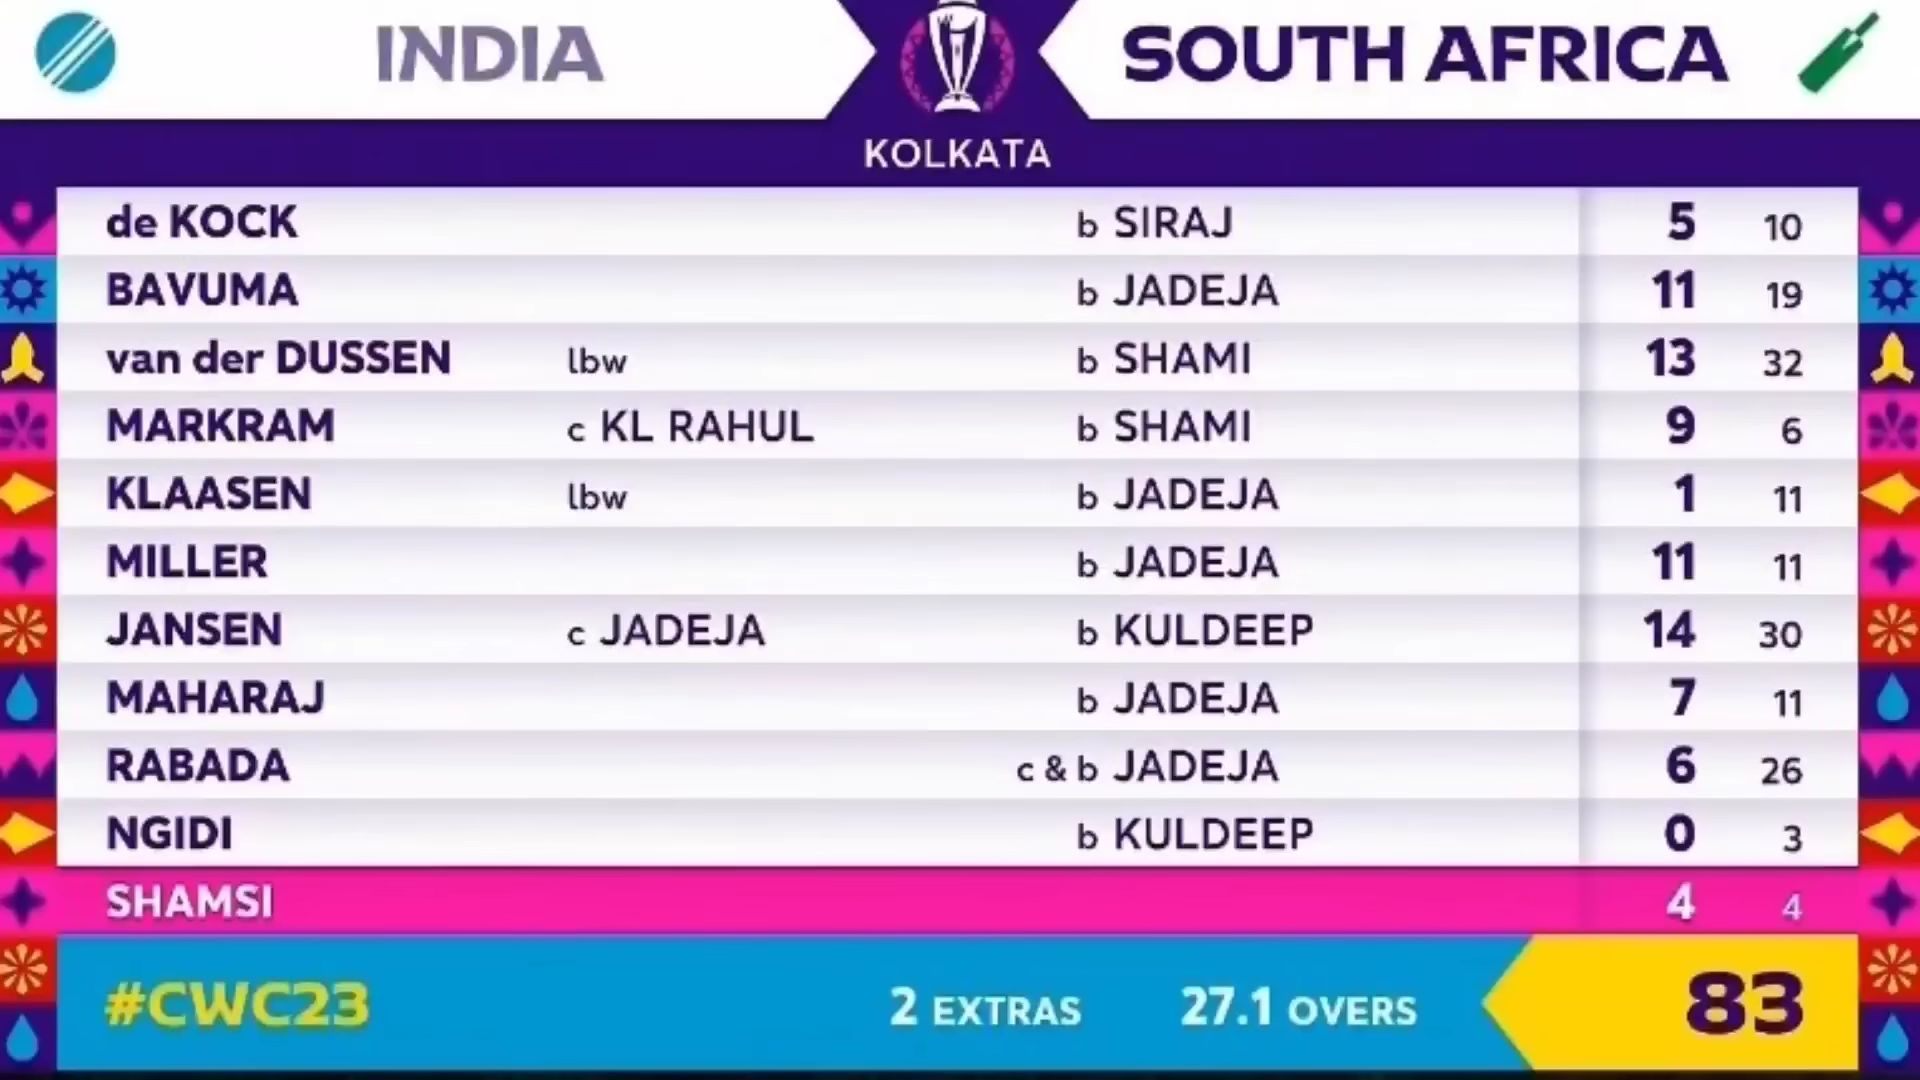 INDIA SOUTH AFRICA
KOLKATA
de KOCK b SIRAJ 5 10
BAVUMA b JADEJA 11 19
van der DUSSEN lbw b SHAMI 13 32
MARKRAM c KL RAHUL b SHAMI 9 6
KLAASEN lbw b JADEJA 1 11
MILLER b JADEJA 11 11
JANSEN c JADEJA b KULDEEP 14 30
MAHARAJ b JADEJA 7 11
RABADA c & b JADEJA 6 26
NGIDI b KULDEEP 0 3
SHAMSI 4 4
#CWC23 2 EXTRAS 27.1 OVERS 83